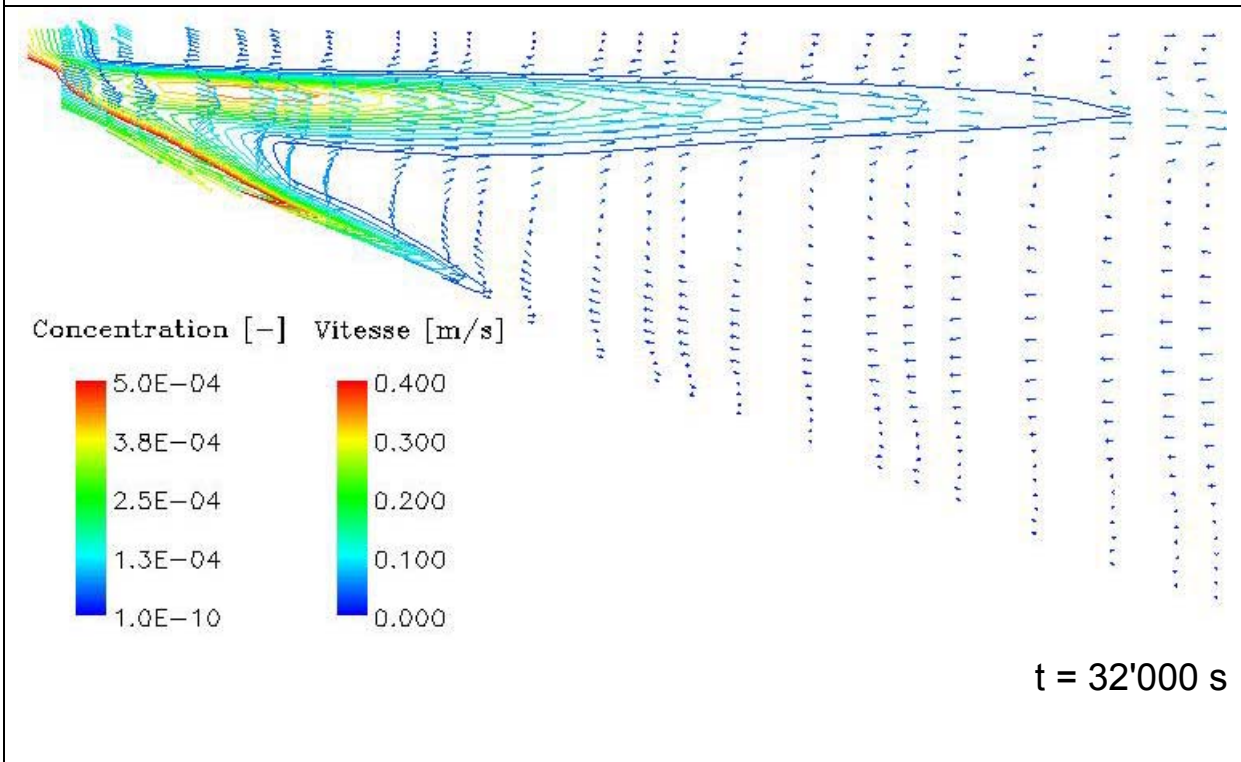 Concentration [-] Vitesse [m/s]
5.0E-04 0.400
3.8E-04 0.300
2.5E-04 0.200
1.3E-04 0.100
1.0E-10 0.000
t = 32'000 s